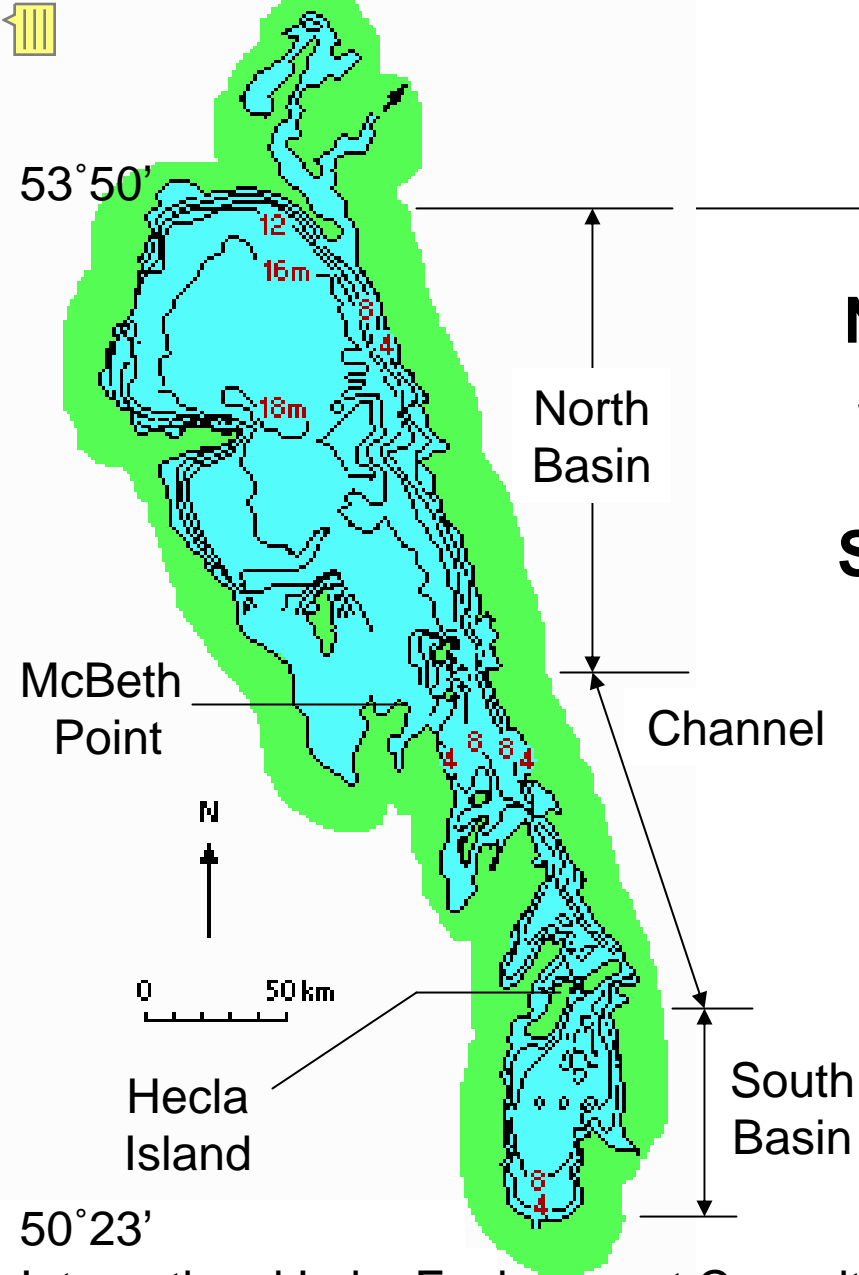 53˚50'
12
16m
8
4
18m
North
Basin
McBeth
Point
Channel
8
8
4
4
N
0 50 km
Hecla
Island
South
Basin
8
4
50˚23'